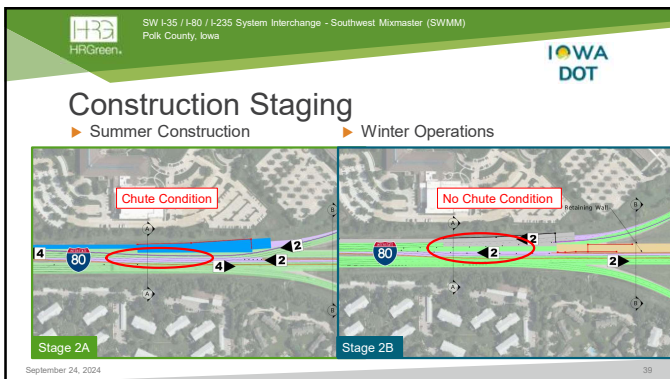 HRG
HRGreen.
SW I-35 / I-80 / I-235 System Interchange - Southwest Mixmaster (SWMM)
Polk County, Iowa
IOWA
DOT
Construction Staging
Summer Construction
Winter Operations
Chute Condition
A
B
2
4
80
4
2
A
B
Stage 2A
No Chute Condition
Retaining Wall
A
B
2
80
2
2
A
B
Stage 2B
September 24, 2024
39